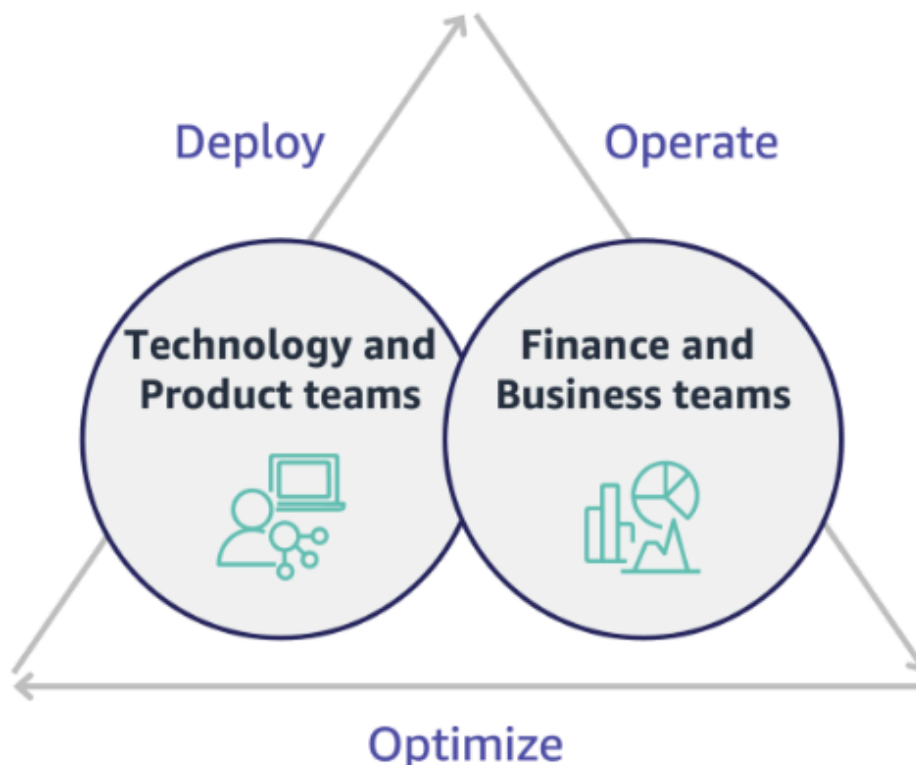 Deploy
Operate
Technology and
Product teams
Finance and
Business teams
Optimize